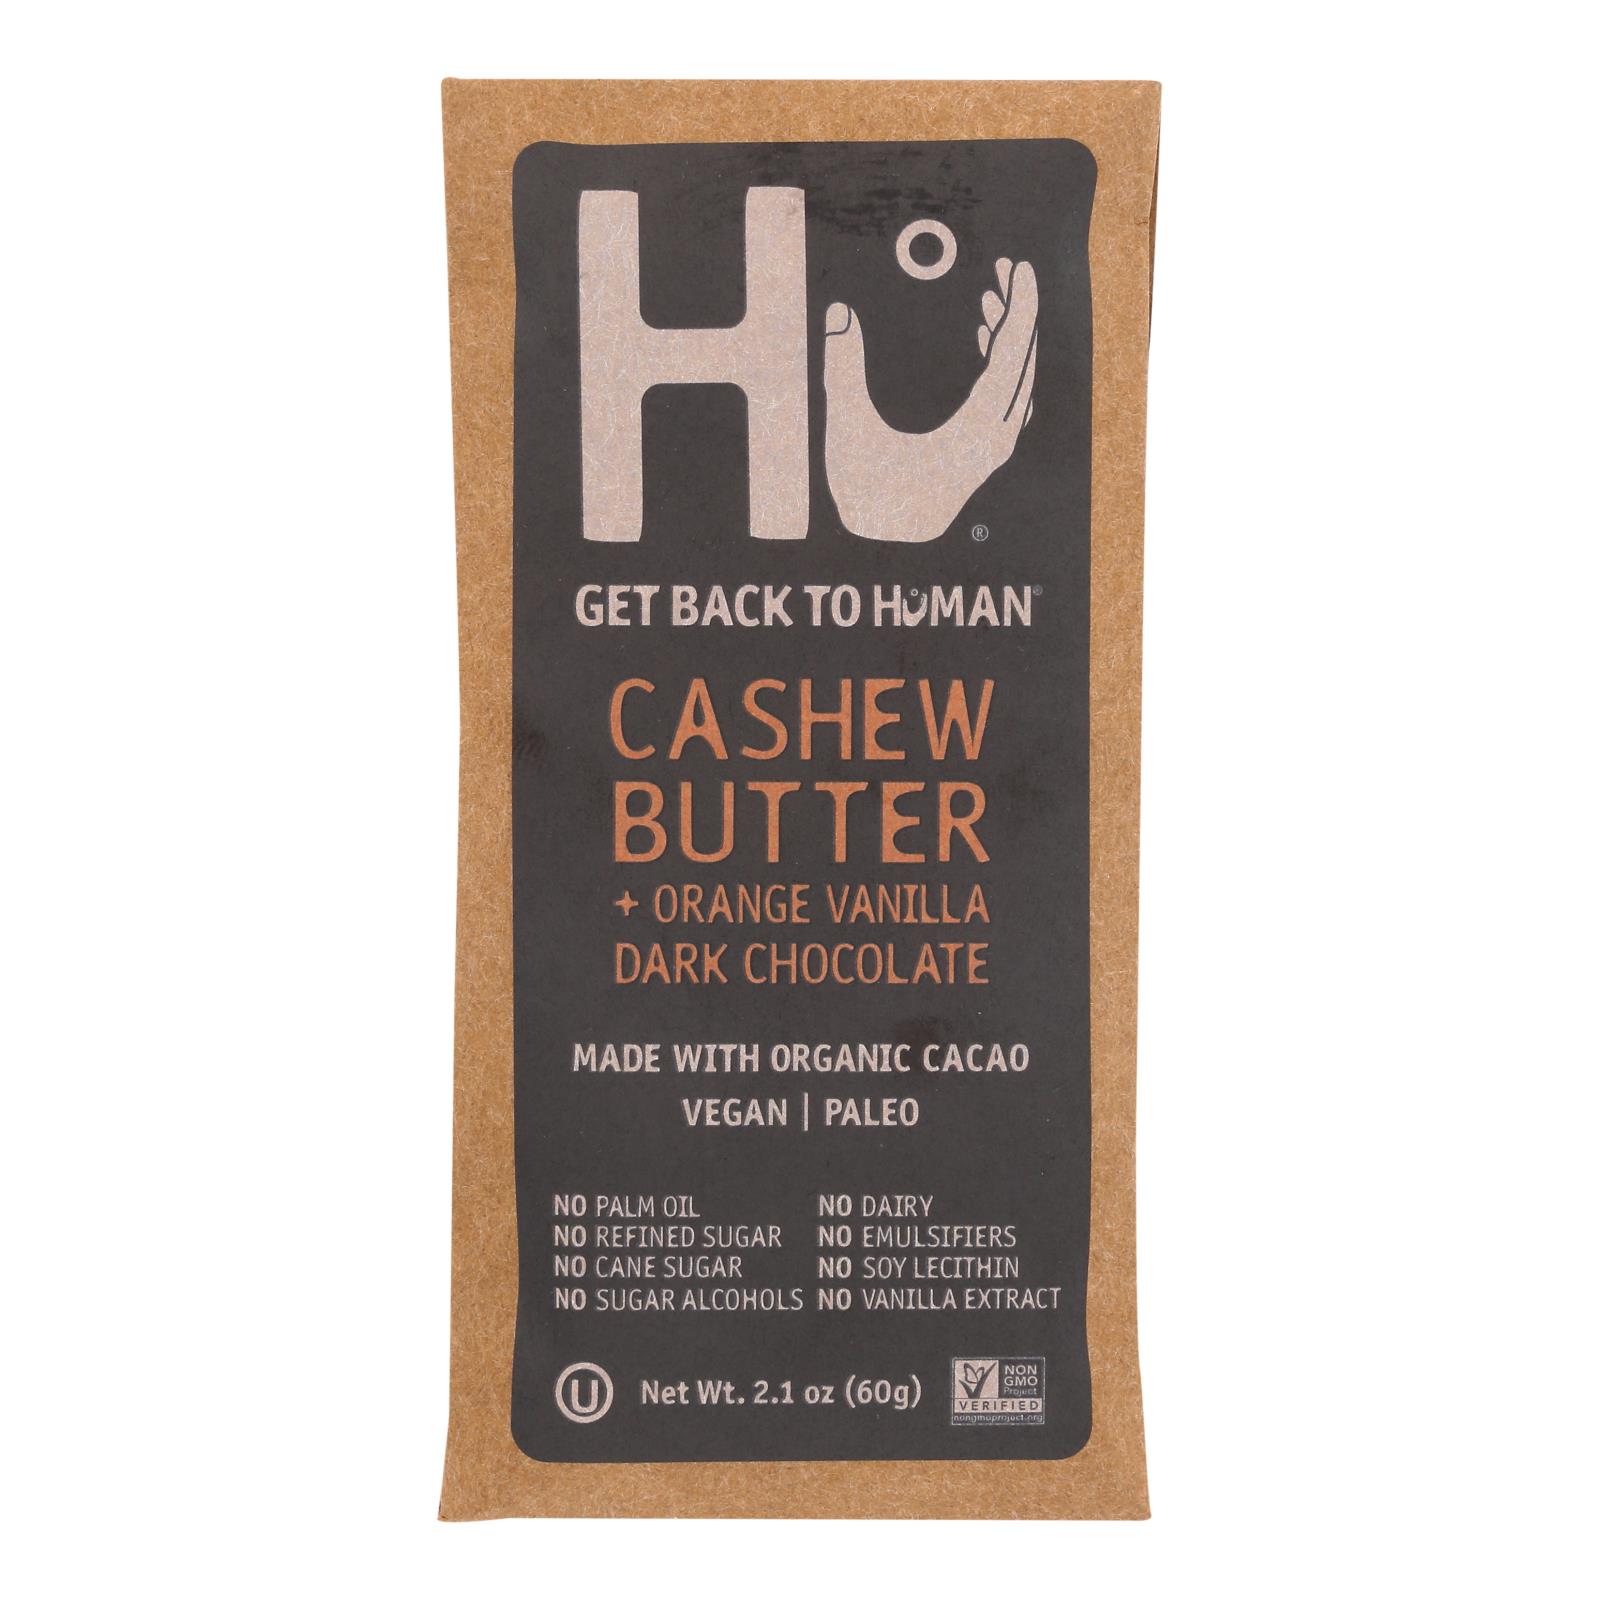 Hu
®
GET BACK TO HUMAN®
CASHEW
BUTTER
+ ORANGE VANILLA
DARK CHOCOLATE
MADE WITH ORGANIC CACAO
VEGAN | PALEO
NO PALM OIL
NO REFINED SUGAR
NO CANE SUGAR
NO SUGAR ALCOHOLS
NO DAIRY
NO EMULSIFIERS
NO SOY LECITHIN
NO VANILLA EXTRACT
U
Net Wt. 2.1 oz (60g)
NON
GMO
Project
VERIFIED
nongmoproject.org